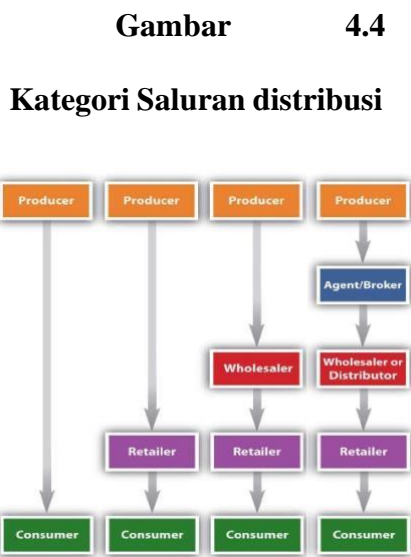 Gambar 4.4
Kategori Saluran distribusi
Producer Producer Producer Producer
Agent/Broker
Wholesaler Wholesaler or
Distributor
Retailer Retailer Retailer
Consumer Consumer Consumer Consumer